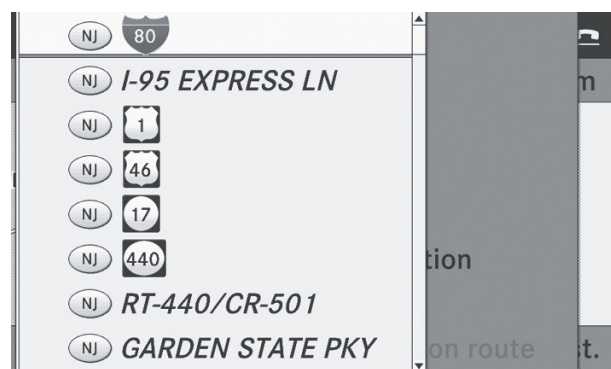 NJ 80
NJ I-95 EXPRESS LN m
NJ 1
NJ 46
NJ 17
NJ 440 tion
NJ RT-440/CR-501
NJ GARDEN STATE PKY on route st.